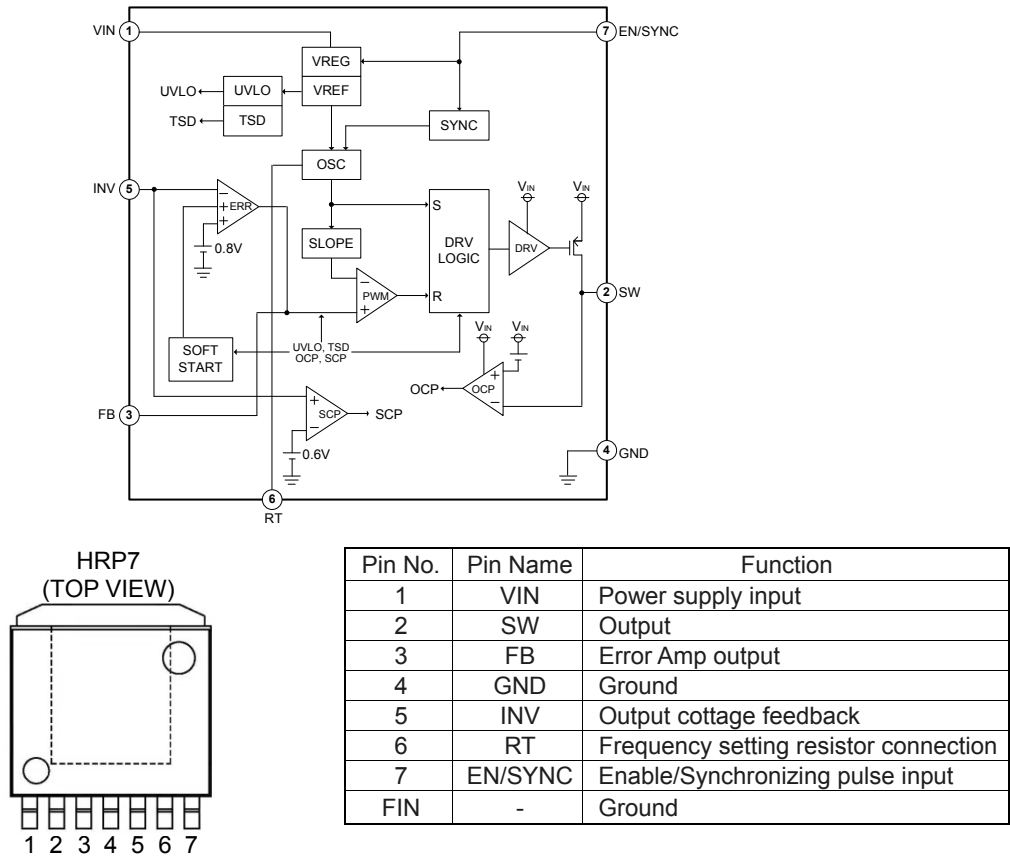 VIN 1
7 EN/SYNC
VREG
UVLO UVLO VREF
TSD TSD
SYNC
OSC
INV 5
− ERR
+
+
0.8V
SLOPE
S
DRV
LOGIC
R
VIN VIN
DRV
− PWM
+
2 SW
SOFT
START
UVLO, TSD
OCP, SCP
VIN VIN
OCP OCP
+
−
FB 3
+ SCP SCP
−
0.6V
4 GND
6
RT
HRP7
(TOP VIEW)
1 2 3 4 5 6 7
Pin No. Pin Name Function
1 VIN Power supply input
2 SW Output
3 FB Error Amp output
4 GND Ground
5 INV Output cottage feedback
6 RT Frequency setting resistor connection
7 EN/SYNC Enable/Synchronizing pulse input
FIN - Ground